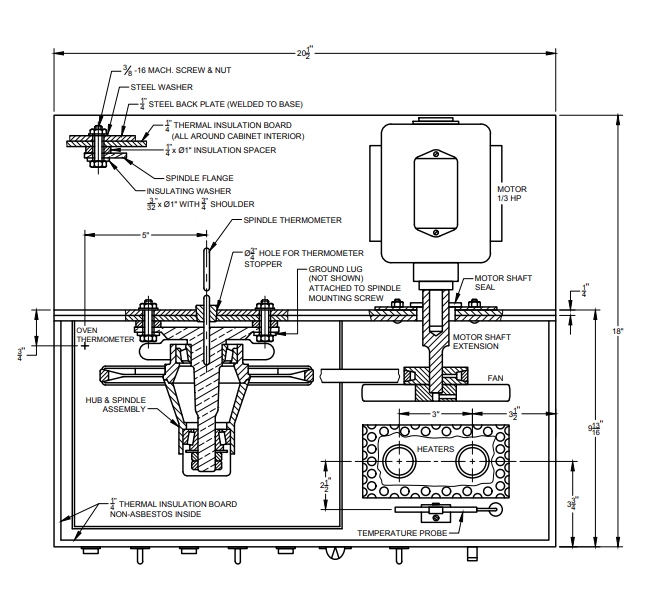 20 1/2"
3/8 -16 MACH. SCREW & NUT
STEEL WASHER
1/4" STEEL BACK PLATE (WELDED TO BASE)
1/4" THERMAL INSULATION BOARD
(ALL AROUND CABINET INTERIOR)
1/4" x Ø1" INSULATION SPACER
SPINDLE FLANGE
INSULATING WASHER
3/32" x Ø1" WITH 3/4" SHOULDER
MOTOR
1/3 HP
SPINDLE THERMOMETER
5"
Ø3/4" HOLE FOR THERMOMETER
STOPPER
GROUND LUG
(NOT SHOWN)
ATTACHED TO SPINDLE
MOUNTING SCREW
MOTOR SHAFT
SEAL
1/4"
18"
OVEN
THERMOMETER
MOTOR SHAFT
EXTENSION
FAN
HUB & SPINDLE
ASSEMBLY
3"
3 1/2"
9 13/16"
HEATERS
2 1/2"
3 3/4"
1/4" THERMAL INSULATION BOARD
NON-ASBESTOS INSIDE
TEMPERATURE PROBE